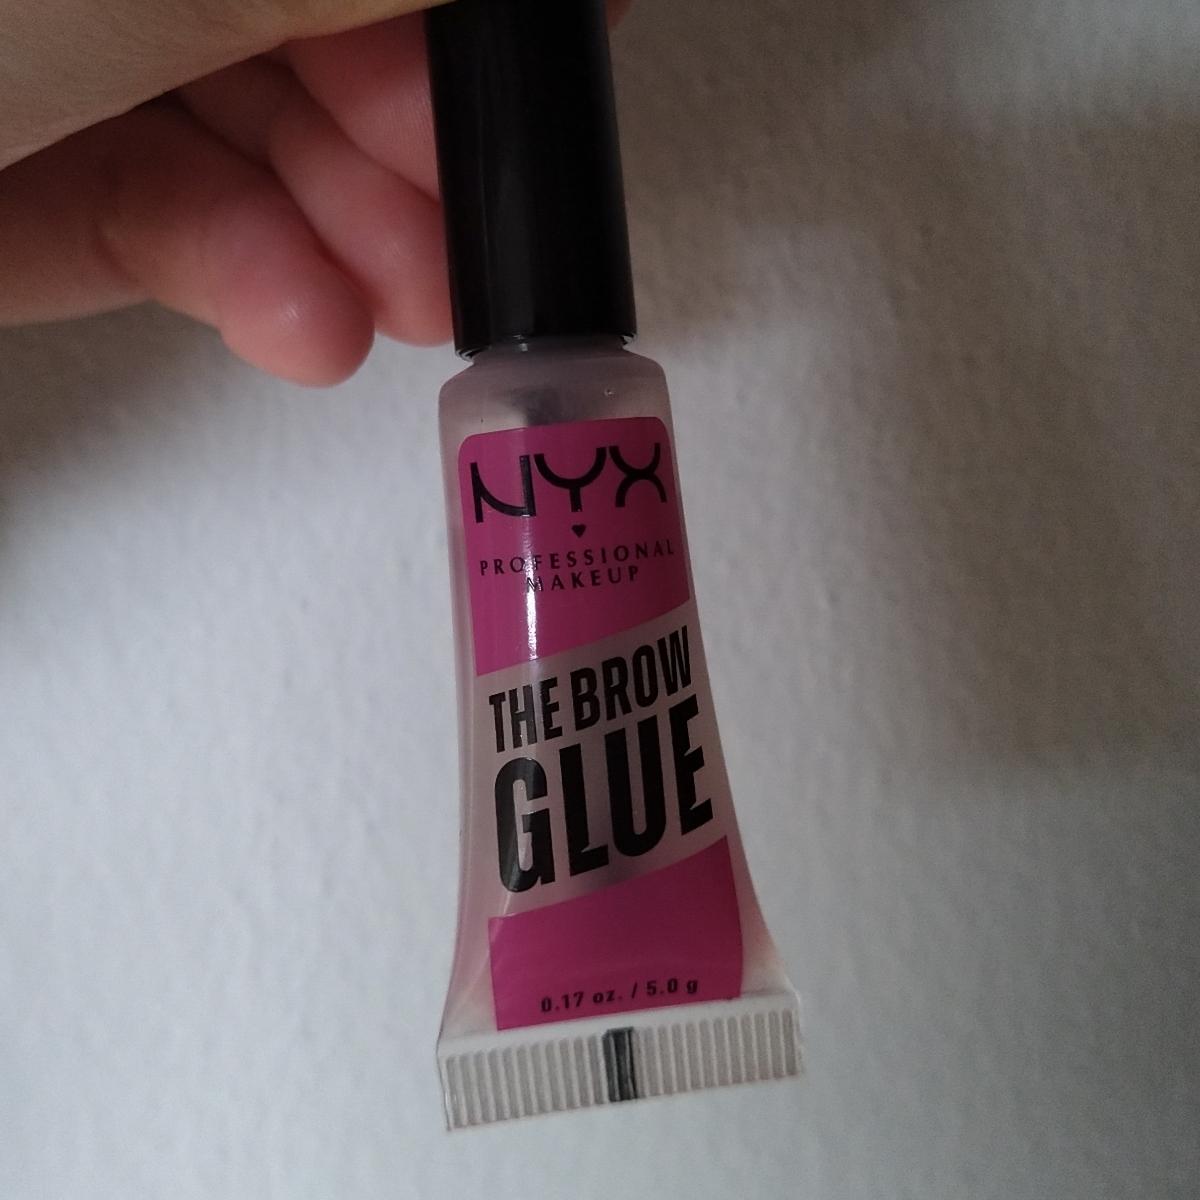 NYX
PROFESSIONAL
MAKEUP
THE BROW
GLUE
0.17 oz. / 5.0 g